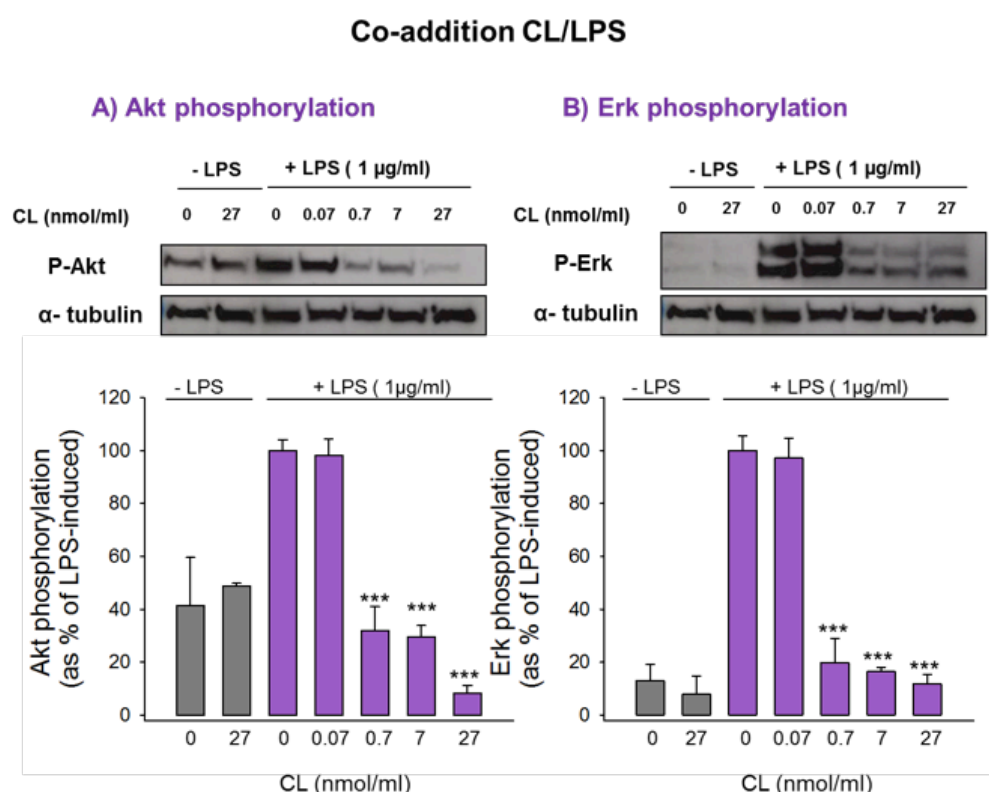 Co-addition CL/LPS
A) Akt phosphorylation
- LPS
+ LPS ( 1 µg/ml)
CL (nmol/ml)
0 27 0 0.07 0.7 7 27
P-Akt
α- tubulin
- LPS
+ LPS ( 1µg/ml)
Akt phosphorylation
(as % of LPS-induced)
120
100
80
60
40
20
0
***
***
***
0 27 0 0.07 0.7 7 27
CL (nmol/ml)
B) Erk phosphorylation
- LPS
+ LPS ( 1 µg/ml)
CL (nmol/ml)
0 27 0 0.07 0.7 7 27
P-Erk
α- tubulin
- LPS
+ LPS ( 1µg/ml)
Erk phosphorylation
(as % of LPS-induced)
120
100
80
60
40
20
0
***
***
***
0 27 0 0.07 0.7 7 27
CL (nmol/ml)